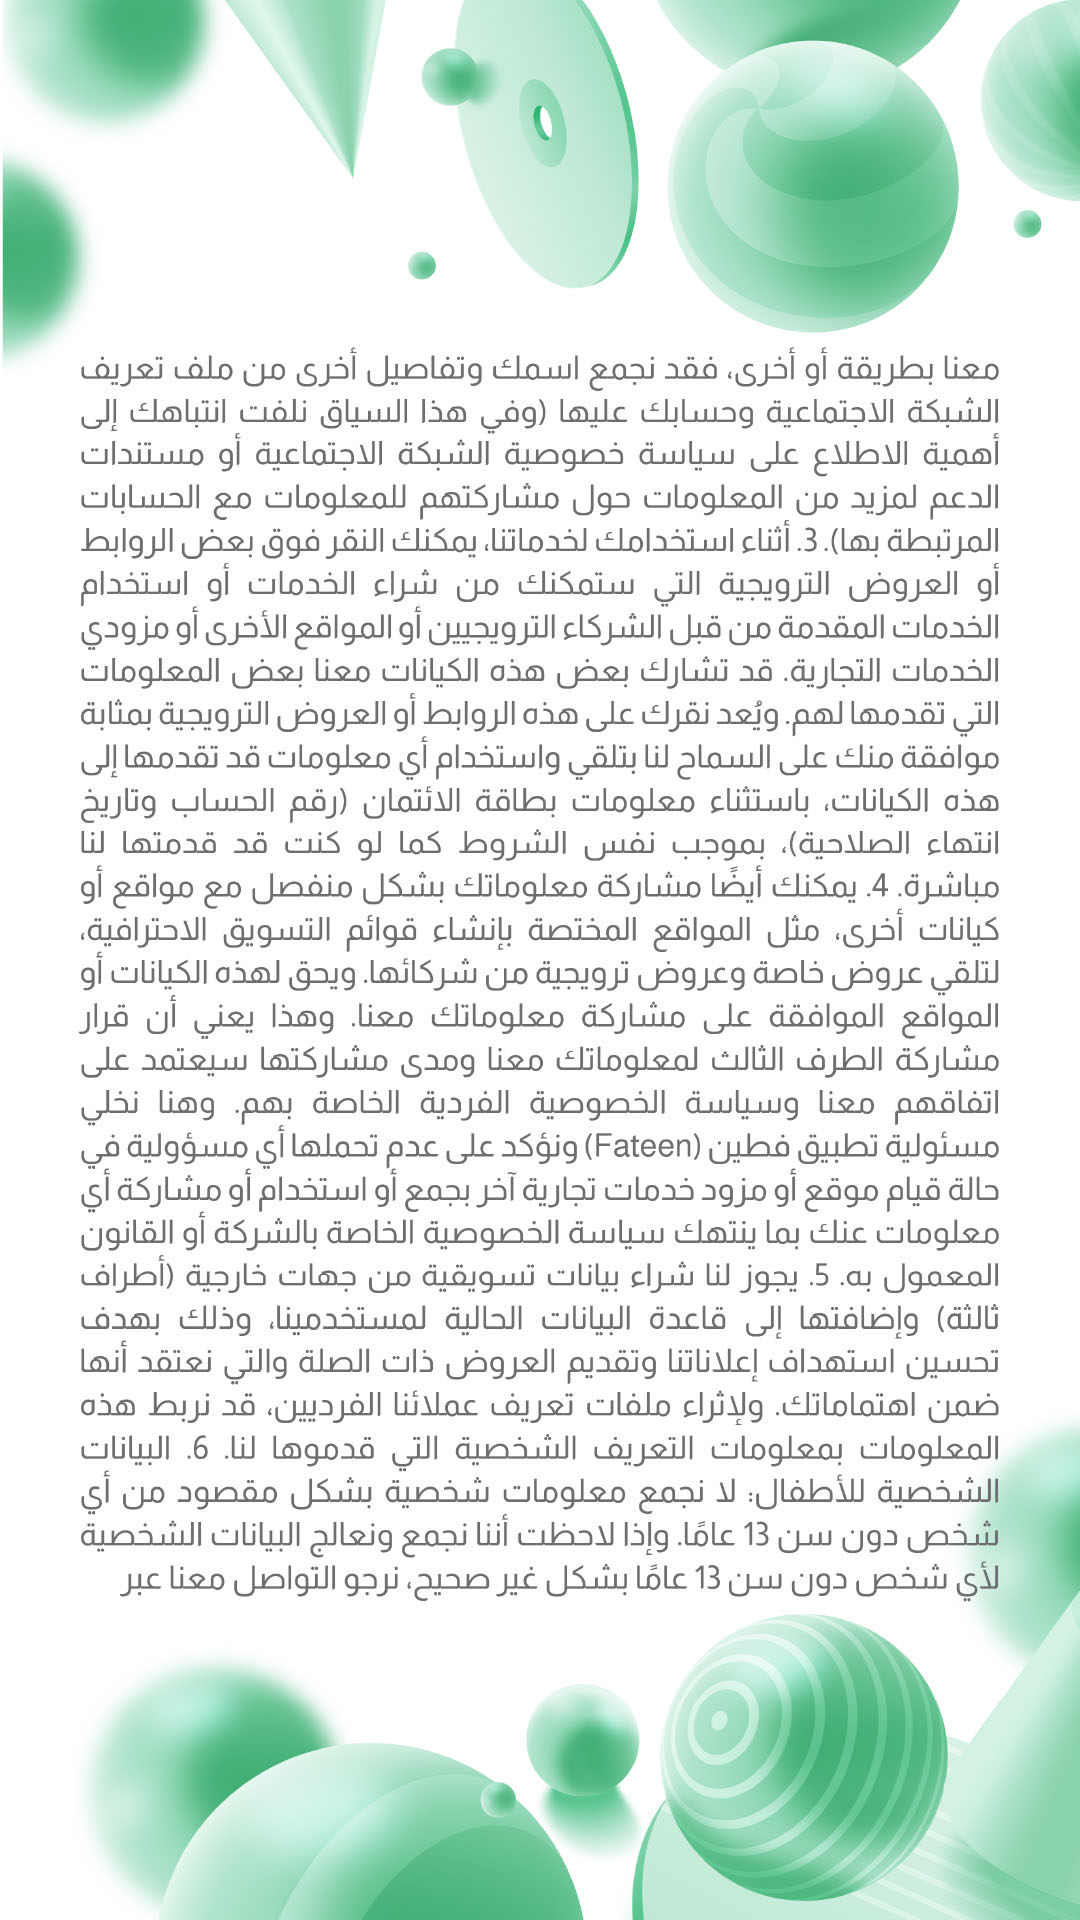 معنا بطريقة أو أخرى، فقد نجمع اسمك وتفاصيل أخرى من ملف تعريف
الشبكة الاجتماعية وحسابك عليها (وفي هذا السياق نلفت انتباهك إلى
أهمية الاطلاع على سياسة خصوصية الشبكة الاجتماعية أو مستندات
الدعم لمزيد من المعلومات حول مشاركتهم للمعلومات مع الحسابات
المرتبطة بها). 3. أثناء استخدامك لخدماتنا، يمكنك النقر فوق بعض الروابط
أو العروض الترويجية التي ستمكنك من شراء الخدمات أو استخدام
الخدمات المقدمة من قبل الشركاء الترويجيين أو المواقع الأخرى أو مزودي
الخدمات التجارية. قد تشارك بعض هذه الكيانات معنا بعض المعلومات
التي تقدمها لهم. ويُعد نقرك على هذه الروابط أو العروض الترويجية بمثابة
موافقة منك على السماح لنا بتلقي واستخدام أي معلومات قد تقدمها إلى
هذه الكيانات، باستثناء معلومات بطاقة الائتمان (رقم الحساب وتاريخ
انتهاء الصلاحية)، بموجب نفس الشروط كما لو كنت قد قدمتها لنا
مباشرة. 4. يمكنك أيضًا مشاركة معلوماتك بشكل منفصل مع مواقع أو
كيانات أخرى، مثل المواقع المختصة بإنشاء قوائم التسويق الاحترافية،
لتلقي عروض خاصة وعروض ترويجية من شركائها. ويحق لهذه الكيانات أو
المواقع الموافقة على مشاركة معلوماتك معنا. وهذا يعني أن قرار
مشاركة الطرف الثالث لمعلوماتك معنا ومدى مشاركتها سيعتمد على
اتفاقهم معنا وسياسة الخصوصية الفردية الخاصة بهم. وهنا نخلي
مسئولية تطبيق فطين (Fateen) ونؤكد على عدم تحملها أي مسؤولية في
حالة قيام موقع أو مزود خدمات تجارية آخر بجمع أو استخدام أو مشاركة أي
معلومات عنك بما ينتهك سياسة الخصوصية الخاصة بالشركة أو القانون
المعمول به. 5. يجوز لنا شراء بيانات تسويقية من جهات خارجية (أطراف
ثالثة) وإضافتها إلى قاعدة البيانات الحالية لمستخدمينا، وذلك بهدف
تحسين استهداف إعلاناتنا وتقديم العروض ذات الصلة والتي نعتقد أنها
ضمن اهتماماتك. ولإثراء ملفات تعريف عملائنا الفرديين، قد نربط هذه
المعلومات بمعلومات التعريف الشخصية التي قدموها لنا. 6. البيانات
الشخصية للأطفال: لا نجمع معلومات شخصية بشكل مقصود من أي
شخص دون سن 13 عامًا. وإذا لاحظت أننا نجمع ونعالج البيانات الشخصية
لأي شخص دون سن 13 عامًا بشكل غير صحيح، نرجو التواصل معنا عبر